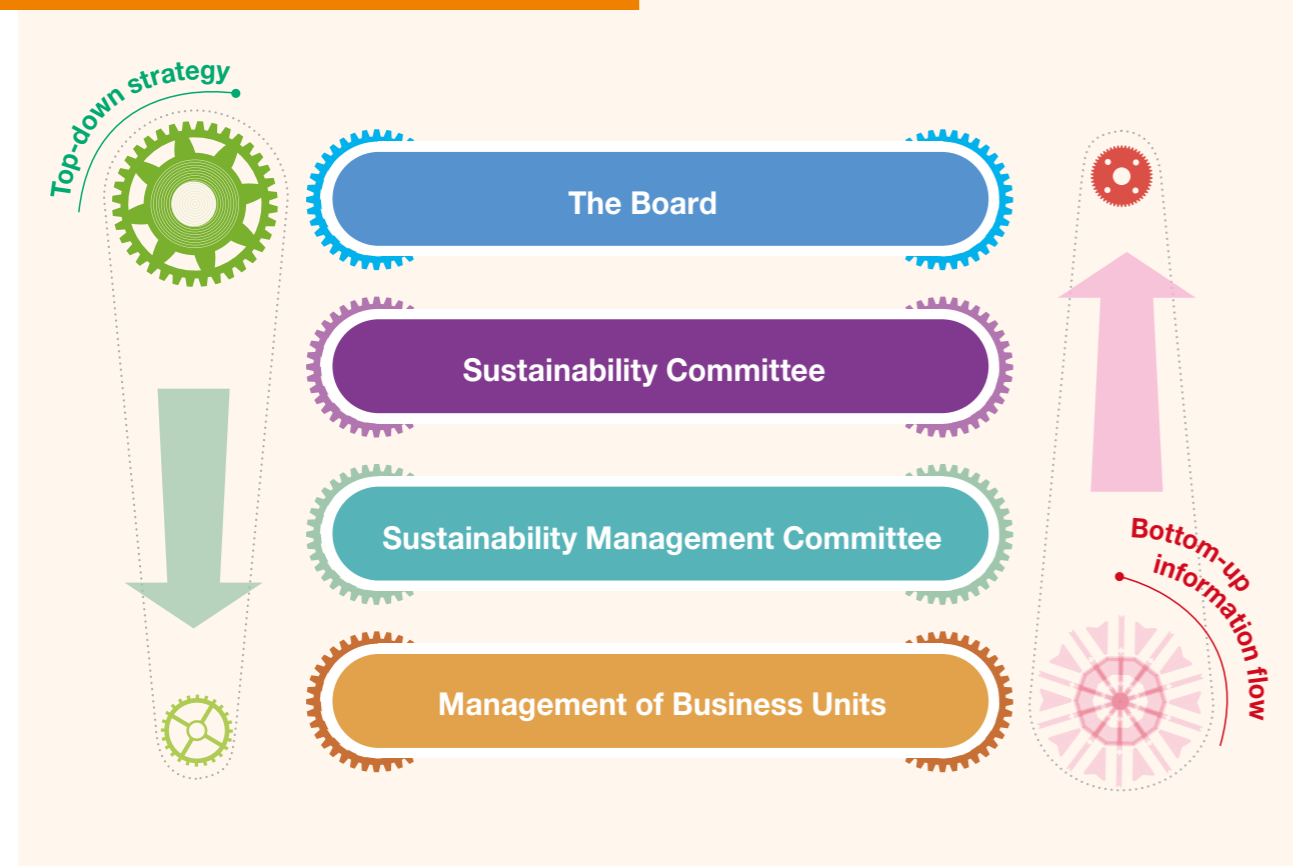 Top-down strategy
The Board
Sustainability Committee
Sustainability Management Committee
Management of Business Units
Bottom-up
information flow